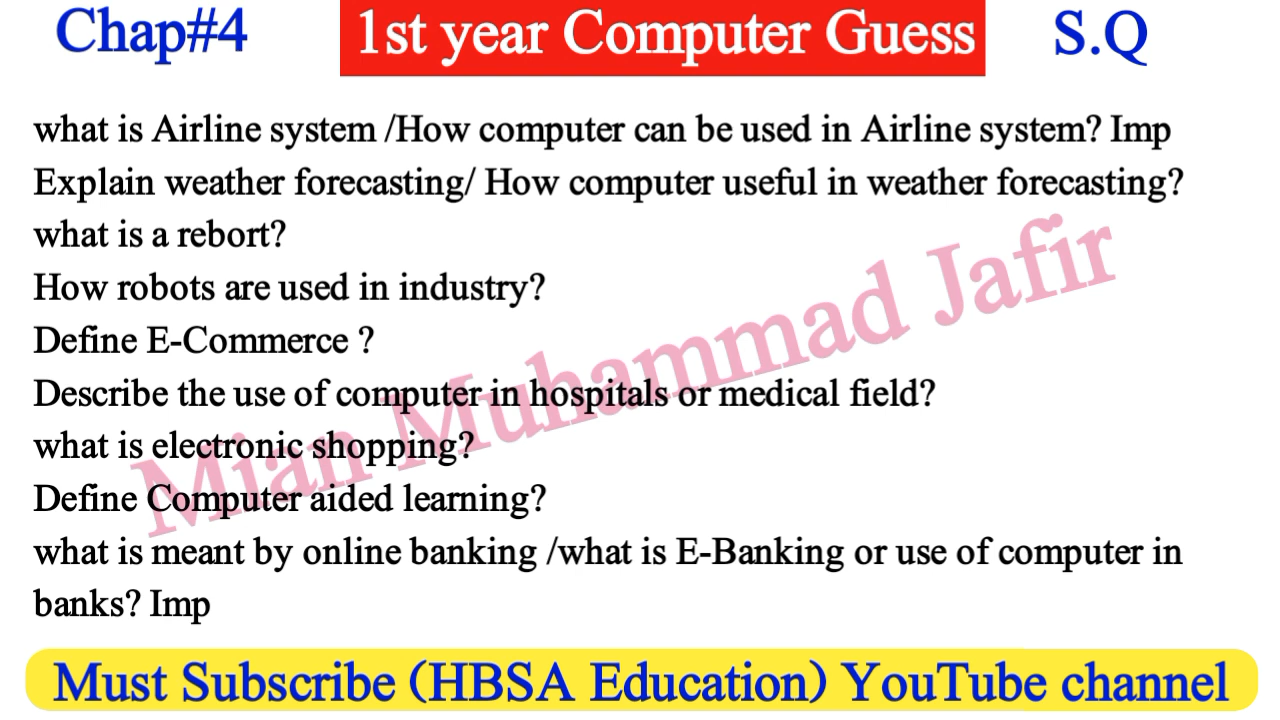 Chap#4 1st year Computer Guess S.Q
what is Airline system /How computer can be used in Airline system? Imp
Explain weather forecasting/ How computer useful in weather forecasting?
what is a rebort?
How robots are used in industry?
Define E-Commerce ?
Describe the use of computer in hospitals or medical field?
what is electronic shopping?
Define Computer aided learning?
what is meant by online banking /what is E-Banking or use of computer in
banks? Imp
Mian Muhammad Jafir
Must Subscribe (HBSA Education) YouTube channel